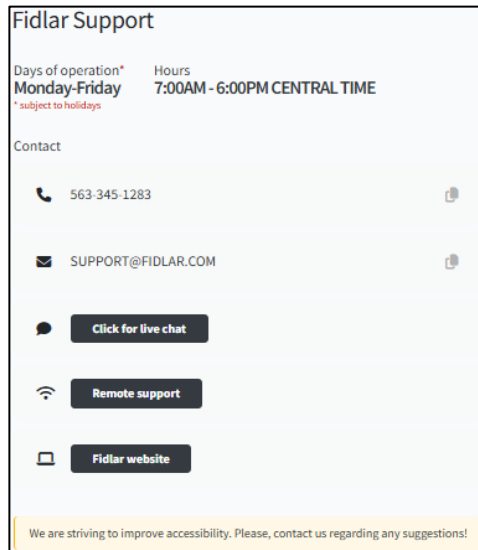 Fidlar Support
Days of operation* Hours
Monday-Friday 7:00AM - 6:00PM CENTRAL TIME
* subject to holidays
Contact
563-345-1283
SUPPORT@FIDLAR.COM
Click for live chat
Remote support
Fidlar website
We are striving to improve accessibility. Please, contact us regarding any suggestions!